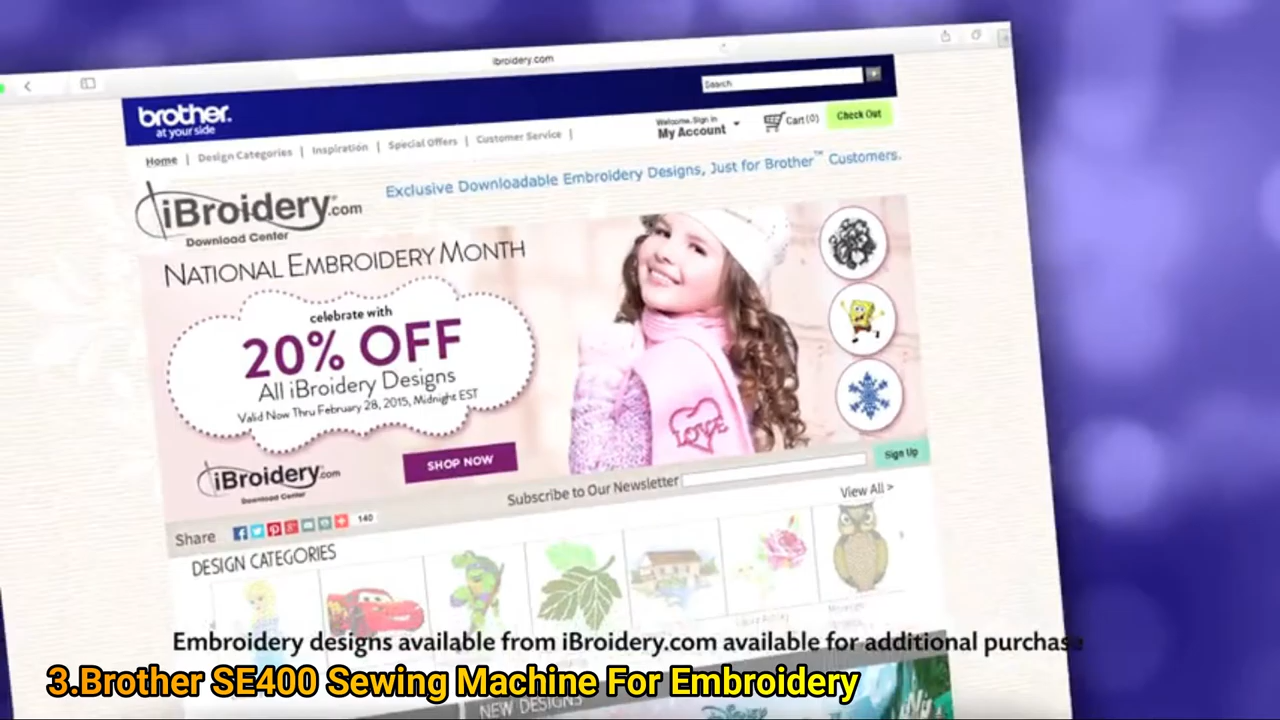 ibroidery.com
brother.
at your side
Search
Welcome. Sign In
My Account
Cart (0)
Check Out
Home | Design Categories | Inspiration | Special Offers | Customer Service |
iBroidery.com
Download Center
Exclusive Downloadable Embroidery Designs, Just for Brother™ Customers.
NATIONAL EMBROIDERY MONTH
celebrate with
20% OFF
All iBroidery Designs
Valid Now Thru February 28, 2015, Midnight EST
LOVE
iBroidery.com
Download Center
SHOP NOW
Subscribe to Our Newsletter
Sign Up
Share
140
View All >
DESIGN CATEGORIES
Embroidery designs available from iBroidery.com available for additional purchase
3.Brother SE400 Sewing Machine For Embroidery
NEW DESIGNS